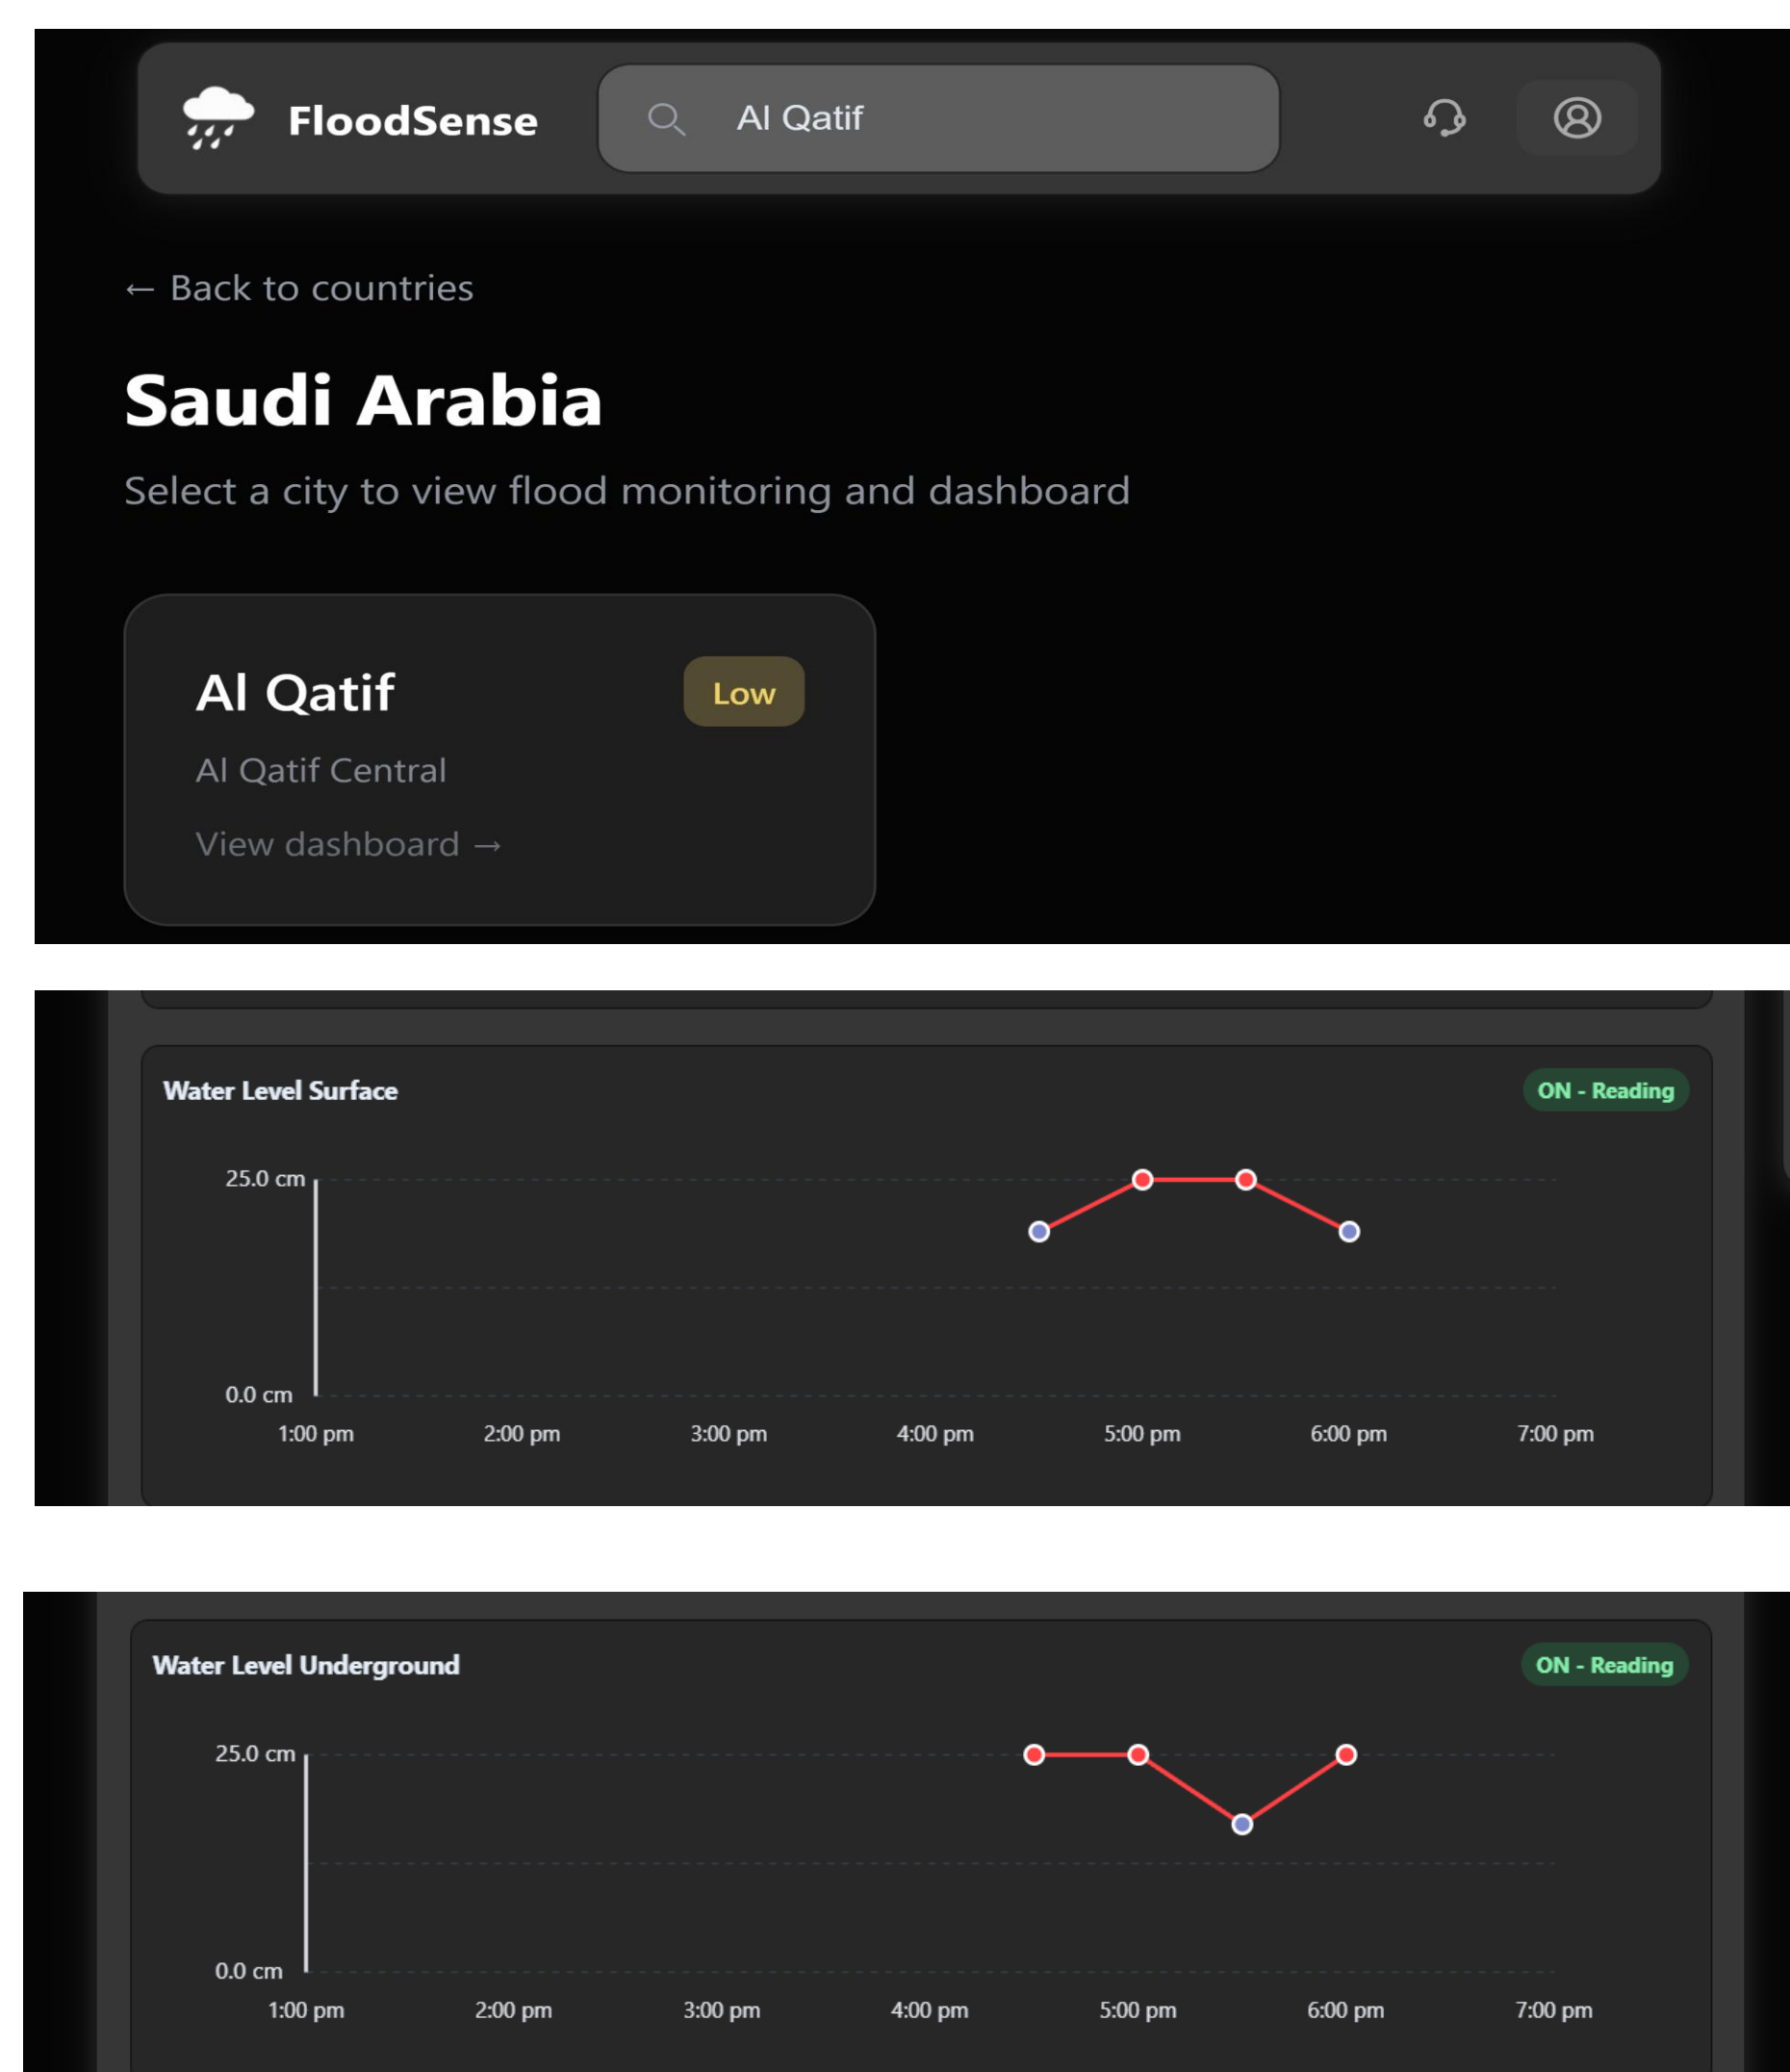 FloodSense
Al Qatif
← Back to countries
Saudi Arabia
Select a city to view flood monitoring and dashboard
Al Qatif
Low
Al Qatif Central
View dashboard →
Water Level Surface
ON - Reading
25.0 cm
0.0 cm
1:00 pm 2:00 pm 3:00 pm 4:00 pm 5:00 pm 6:00 pm 7:00 pm
Water Level Underground
ON - Reading
25.0 cm
0.0 cm
1:00 pm 2:00 pm 3:00 pm 4:00 pm 5:00 pm 6:00 pm 7:00 pm